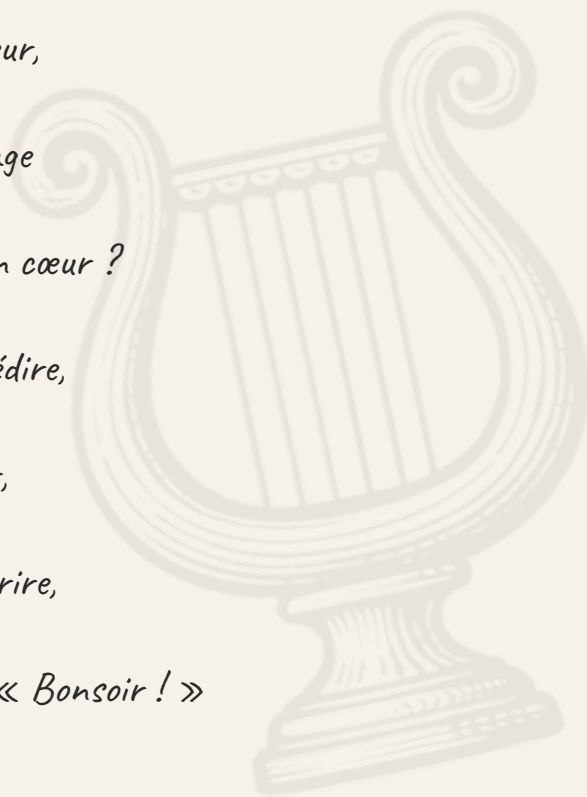 ur,
ge
n cœur ?
édire,
,
rire,
« Bonsoir ! »